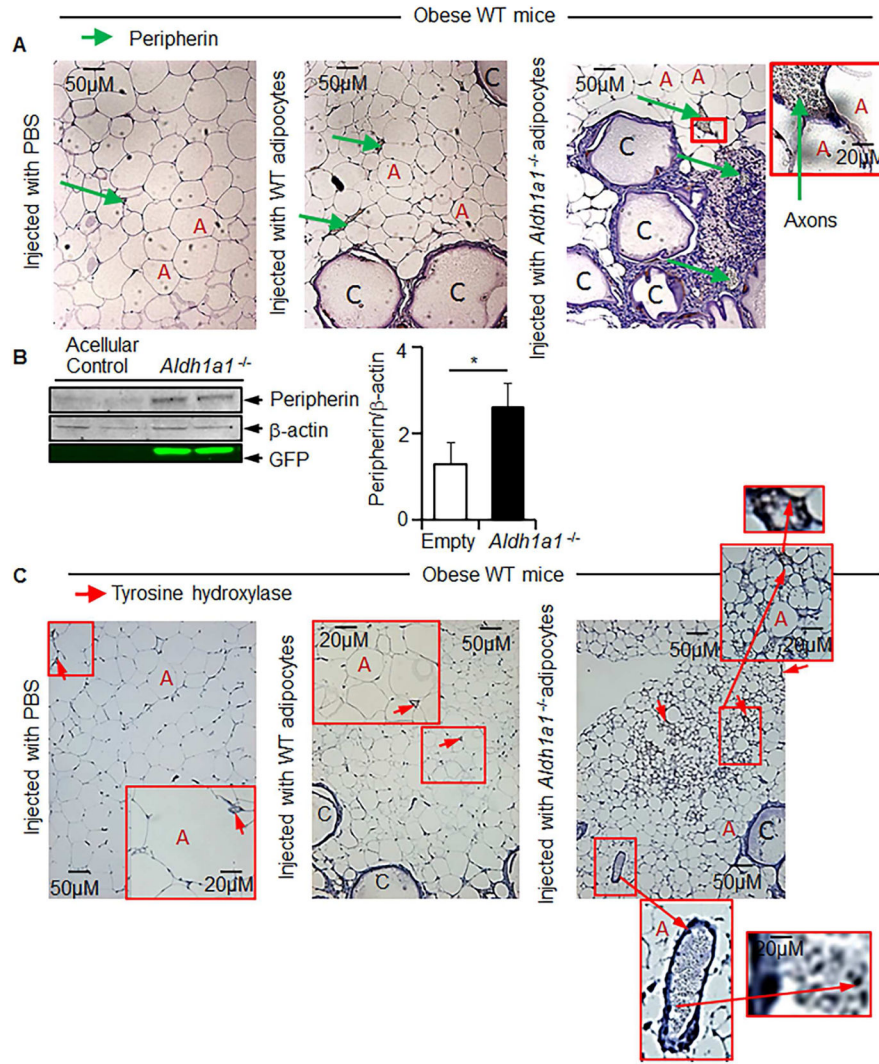 Obese WT mice
A
Peripherin
Injected with PBS
50µM
A
A
Injected with WT adipocytes
50µM
C
A
A
C
C
Injected with Aldh1a1-/- adipocytes
50µM
A A
C
C
C
C
A
A
20µM
Axons
B
Acellular
Control
Aldh1a1-/-
Peripherin
β-actin
GFP
Peripherin/β-actin
4
2
0
*
Empty
Aldh1a1-/-
C
Obese WT mice
Tyrosine hydroxylase
Injected with PBS
A
A
50µM
20µM
Injected with WT adipocytes
20µM
50µM
A
C
C
Injected with Aldh1a1-/- adipocytes
50µM
A
20µM
A
C
50µM
A
20µM